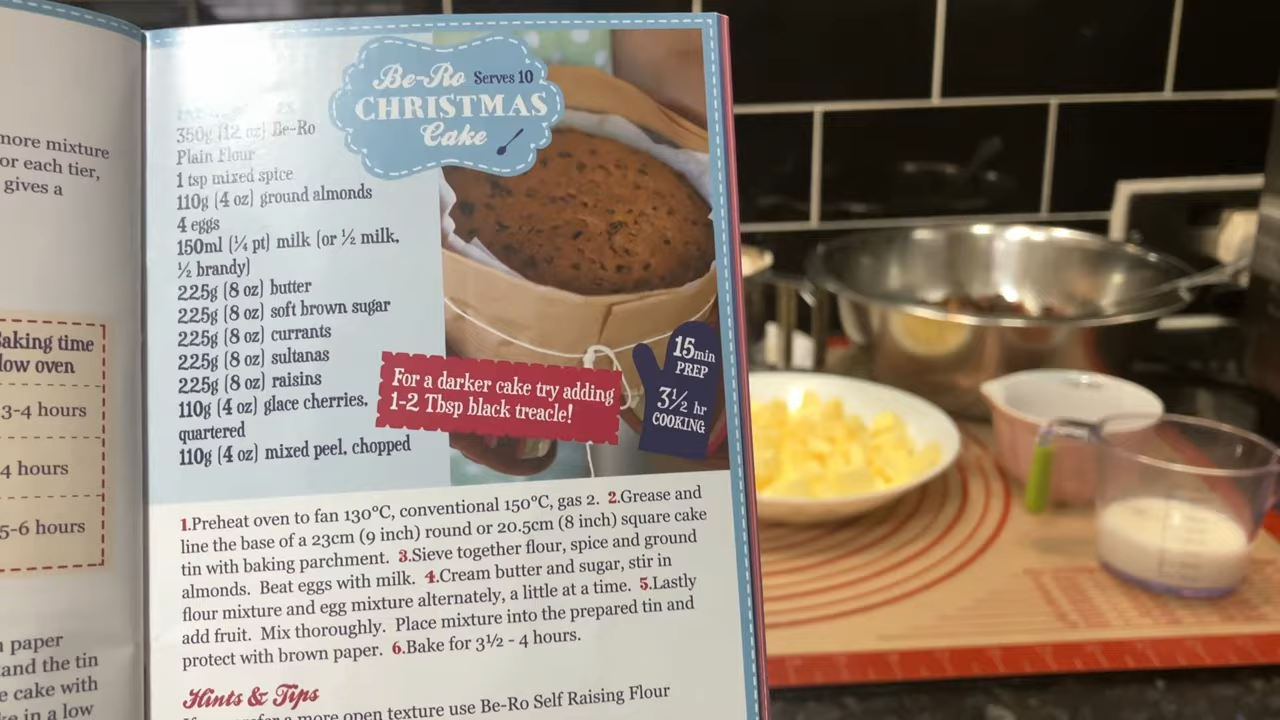 more mixture
or each tier,
gives a
aking time
low oven
3-4 hours
4 hours
5-6 hours
paper
and the tin
e cake with
ke in a low
Be-Ro Serves 10
CHRISTMAS
Cake
350g (12 oz) Be-Ro
Plain Flour
1 tsp mixed spice
110g (4 oz) ground almonds
4 eggs
150ml (¼ pt) milk (or ½ milk,
½ brandy)
225g (8 oz) butter
225g (8 oz) soft brown sugar
225g (8 oz) currants
225g (8 oz) sultanas
225g (8 oz) raisins
110g (4 oz) glace cherries,
quartered
110g (4 oz) mixed peel, chopped
For a darker cake try adding
1-2 Tbsp black treacle!
15min
PREP
3½ hr
COOKING
1.Preheat oven to fan 130°C, conventional 150°C, gas 2. 2.Grease and
line the base of a 23cm (9 inch) round or 20.5cm (8 inch) square cake
tin with baking parchment. 3.Sieve together flour, spice and ground
almonds. Beat eggs with milk. 4.Cream butter and sugar, stir in
flour mixture and egg mixture alternately, a little at a time. 5.Lastly
add fruit. Mix thoroughly. Place mixture into the prepared tin and
protect with brown paper. 6.Bake for 3½ - 4 hours.
Hints & Tips
a more open texture use Be-Ro Self Raising Flour